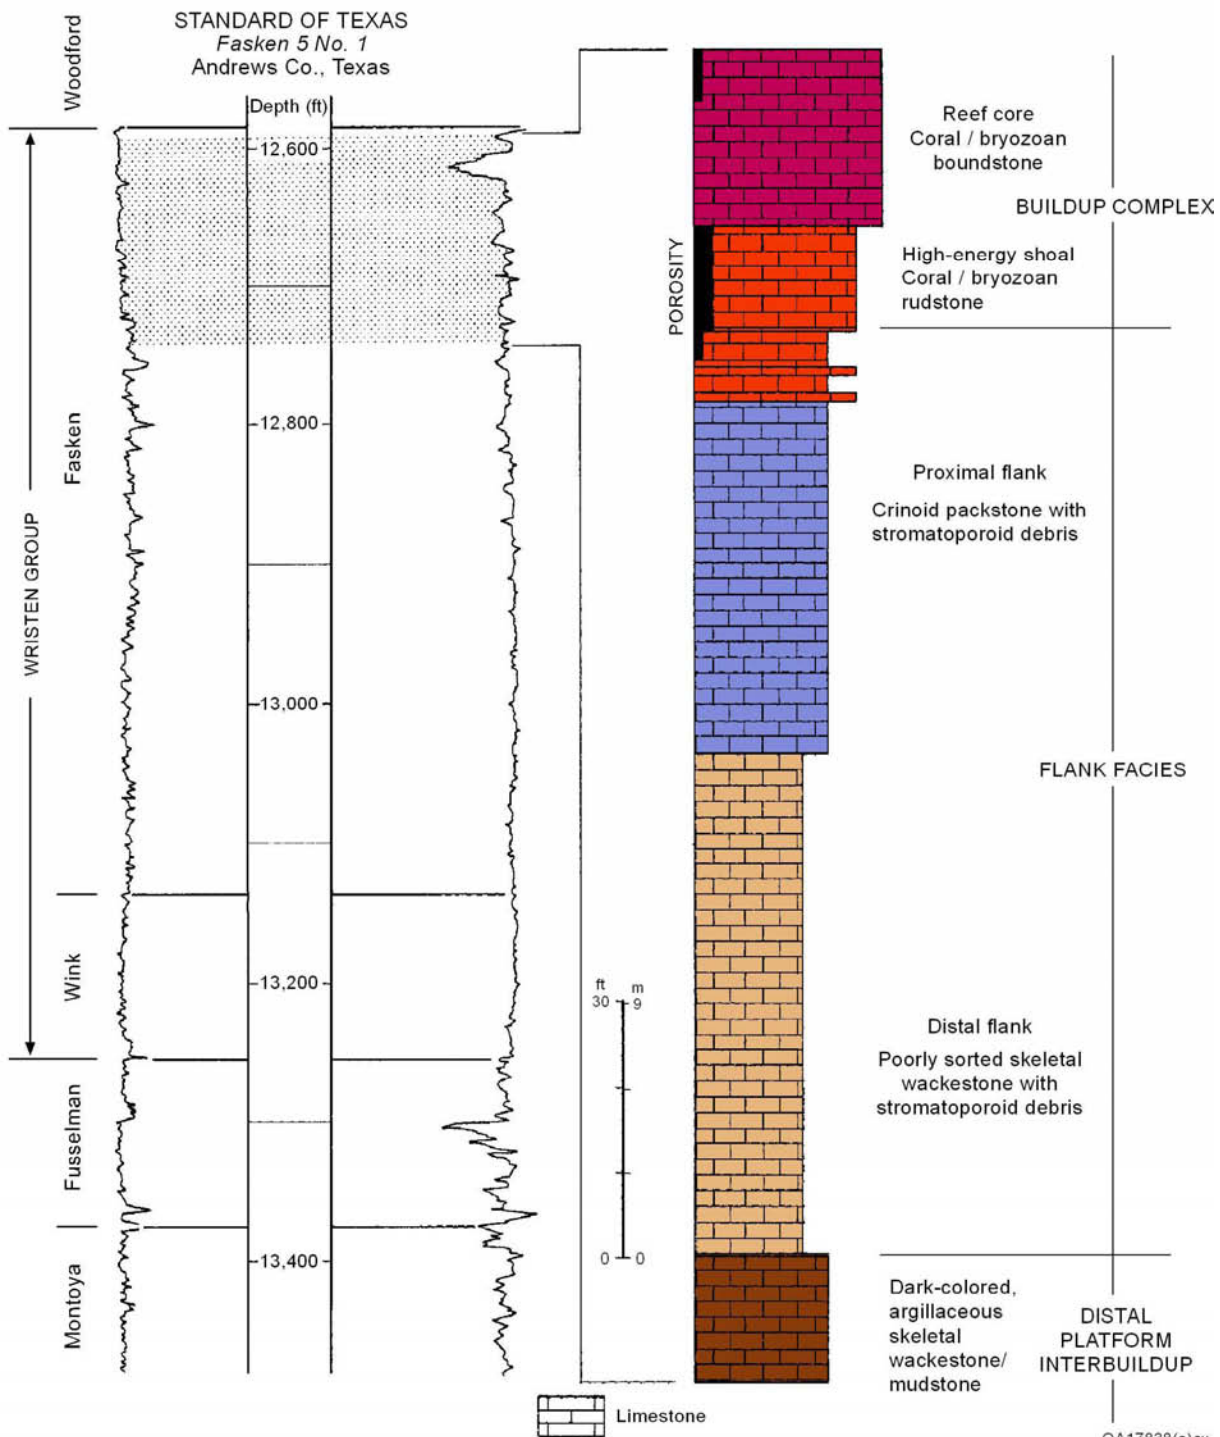 STANDARD OF TEXAS
Fasken 5 No. 1
Andrews Co., Texas
Woodford
Depth (ft)
12,600
12,800
13,000
13,200
13,400
WRISTEN GROUP
Fasken
Wink
Fusselman
Montoya
POROSITY
Reef core
Coral / bryozoan
boundstone
BUILDUP COMPLEX
High-energy shoal
Coral / bryozoan
rudstone
Proximal flank
Crinoid packstone with
stromatoporoid debris
FLANK FACIES
ft m
30 9
0 0
Distal flank
Poorly sorted skeletal
wackestone with
stromatoporoid debris
Dark-colored,
argillaceous
skeletal
wackestone/
mudstone
DISTAL
PLATFORM
INTERBUILDUP
Limestone